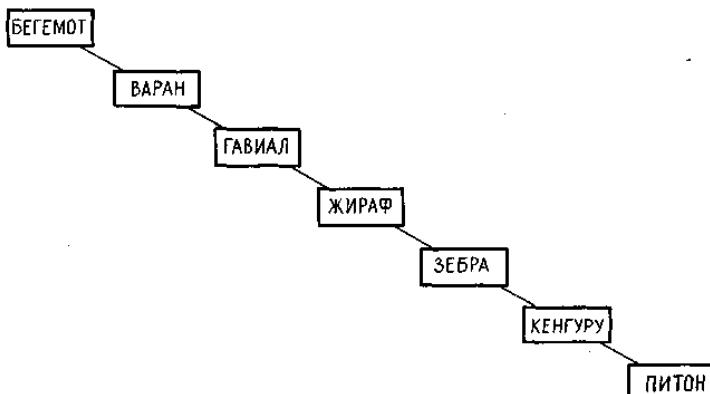 БЕГЕМОТ
ВАРАН
ГАВИАЛ
ЖИРАФ
ЗЕБРА
КЕНГУРУ
ПИТОН